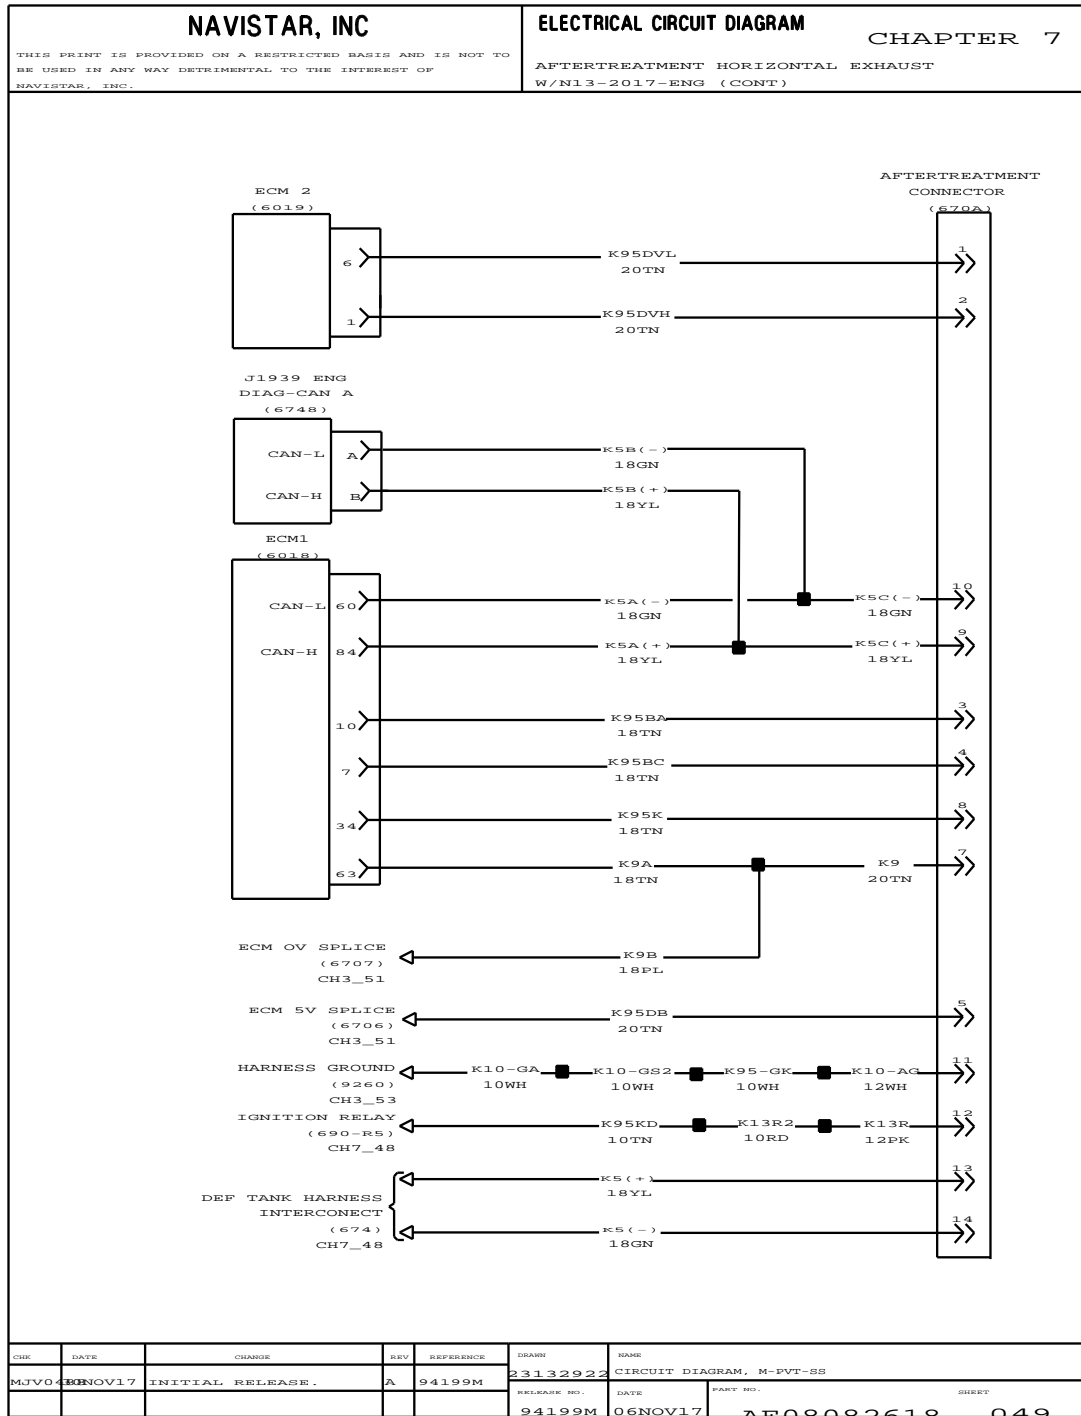 NAVISTAR, INC
THIS PRINT IS PROVIDED ON A RESTRICTED BASIS AND IS NOT TO
BE USED IN ANY WAY DETRIMENTAL TO THE INTEREST OF
NAVISTAR, INC.
ELECTRICAL CIRCUIT DIAGRAM
CHAPTER 7
AFTERTREATMENT HORIZONTAL EXHAUST
W/N13-2017-ENG (CONT)
AFTERTREATMENT
CONNECTOR
(670A)
ECM 2
(6019)
6
K95DVL
20TN
1
1
K95DVH
20TN
2
J1939 ENG
DIAG-CAN A
(6748)
CAN-L
A
K5B(-)
18GN
CAN-H
B
K5B(+)
18YL
ECM1
(6018)
CAN-L
60
K5A(-)
18GN
K5C(-)
18GN
10
CAN-H
84
K5A(+)
18YL
K5C(+)
18YL
9
10
K95BA
18TN
3
7
K95BC
18TN
4
34
K95K
18TN
8
63
K9A
18TN
K9
20TN
7
ECM OV SPLICE
(6707)
CH3_51
K9B
18PL
ECM 5V SPLICE
(6706)
CH3_51
K95DB
20TN
5
HARNESS GROUND
(9260)
CH3_53
K10-GA
10WH
K10-GS2
10WH
K95-GK
10WH
K10-AG
12WH
11
IGNITION RELAY
(690-R5)
CH7_48
K95KD
10TN
K13R2
10RD
K13R
12PK
12
DEF TANK HARNESS
INTERCONECT
(674)
CH7_48
K5(+)
18YL
13
K5(-)
18GN
14
CHK DATE CHANGE REV REFERENCE
INITIAL RELEASE. A 94199M
DRAWN
23132922
NAME
CIRCUIT DIAGRAM, M-PVT-SS
RELEASE NO.
94199M
DATE
06NOV17
PART NO.
AE08082618
SHEET
049